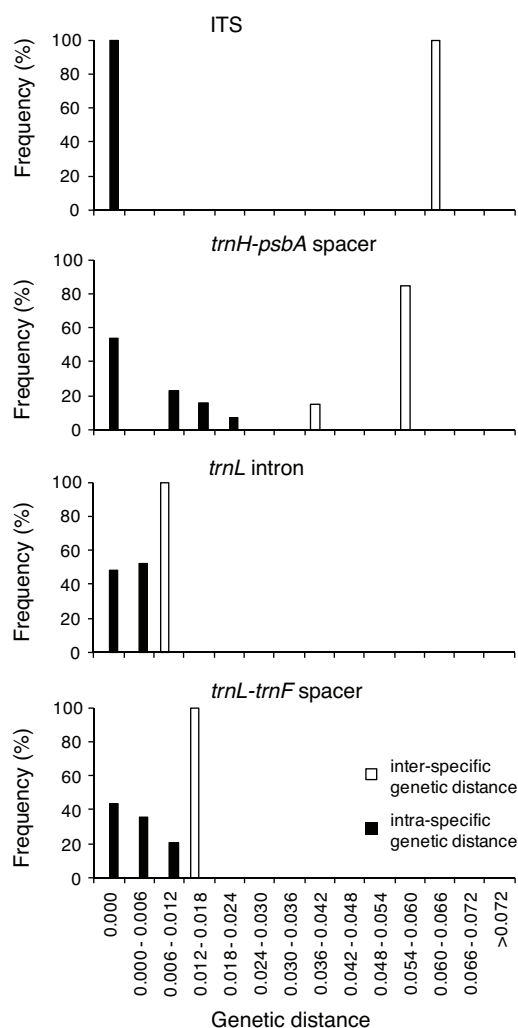 ITS
Frequency (%)
100
80
60
40
20
0
trnH-psbA spacer
Frequency (%)
100
80
60
40
20
0
trnL intron
Frequency (%)
100
80
60
40
20
0
trnL-trnF spacer
Frequency (%)
100
80
60
40
20
0
inter-specific
genetic distance
intra-specific
genetic distance
0.000
0.000 - 0.006
0.006 - 0.012
0.012 - 0.018
0.018 - 0.024
0.024 - 0.030
0.030 - 0.036
0.036 - 0.042
0.042 - 0.048
0.048 - 0.054
0.054 - 0.060
0.060 - 0.066
0.066 - 0.072
>0.072
Genetic distance